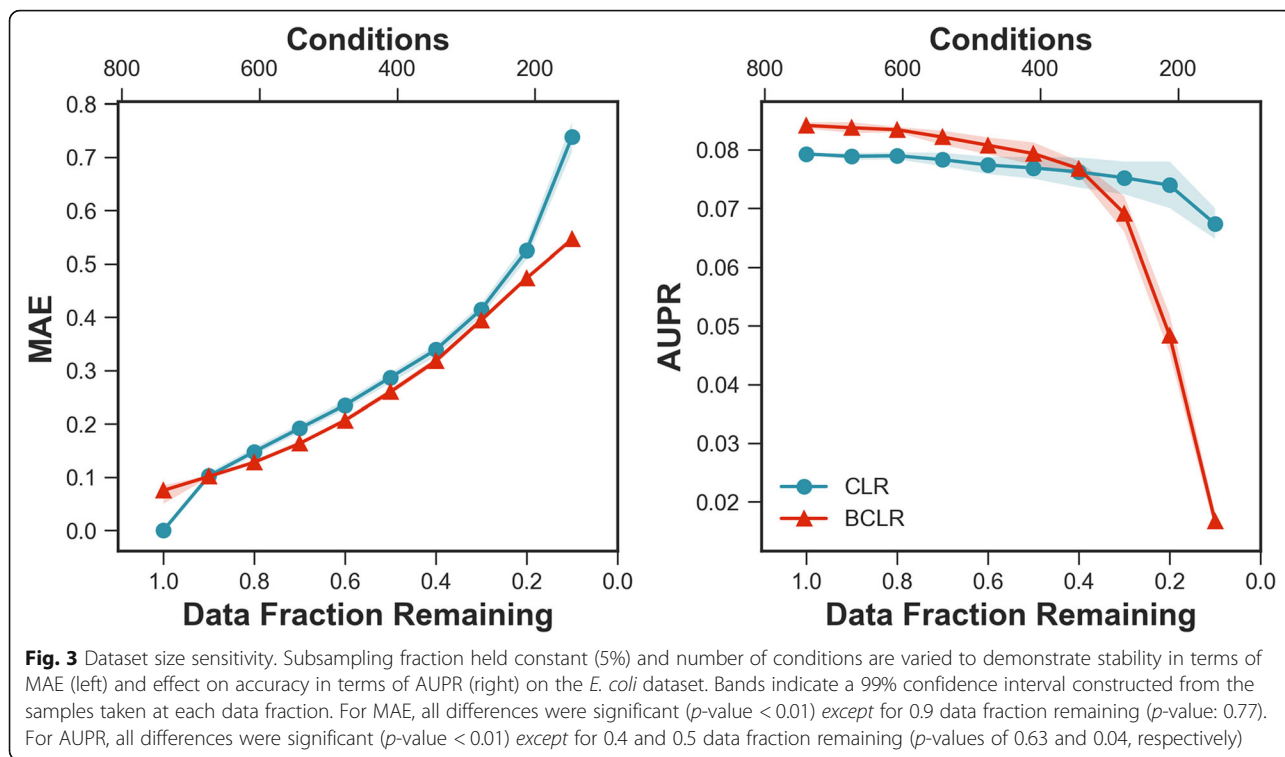 Conditions
800 600 400 200
MAE
0.8
0.7
0.6
0.5
0.4
0.3
0.2
0.1
0.0
1.0 0.8 0.6 0.4 0.2 0.0
Data Fraction Remaining
Conditions
800 600 400 200
AUPR
0.08
0.07
0.06
0.05
0.04
0.03
0.02
CLR
BCLR
1.0 0.8 0.6 0.4 0.2 0.0
Data Fraction Remaining
Fig. 3 Dataset size sensitivity. Subsampling fraction held constant (5%) and number of conditions are varied to demonstrate stability in terms of
MAE (left) and effect on accuracy in terms of AUPR (right) on the E. coli dataset. Bands indicate a 99% confidence interval constructed from the
samples taken at each data fraction. For MAE, all differences were significant (p-value < 0.01) except for 0.9 data fraction remaining (p-value: 0.77).
For AUPR, all differences were significant (p-value < 0.01) except for 0.4 and 0.5 data fraction remaining (p-values of 0.63 and 0.04, respectively)